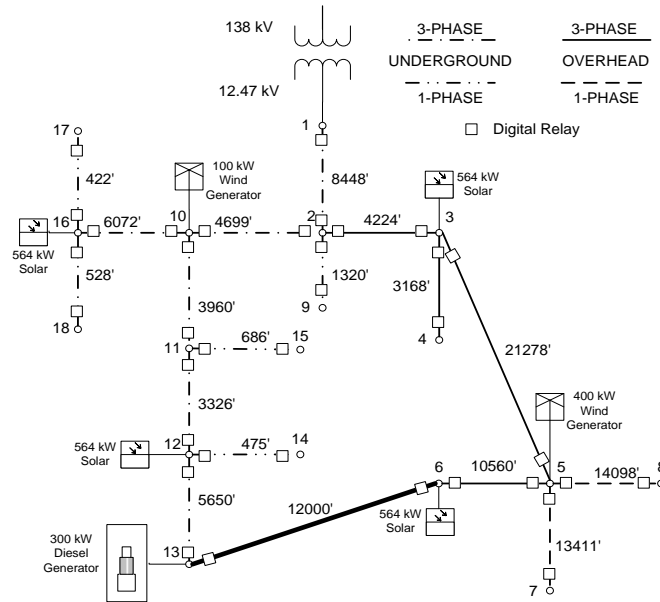 138 kV
3-PHASE
3-PHASE
UNDERGROUND
OVERHEAD
12.47 kV
1-PHASE
1-PHASE
Digital Relay
1
17
100 kW
Wind
Generator
564 kW
Solar
422'
8448'
16
6072'
10
4699'
2
4224'
3
564 kW
Solar
528'
1320'
3168'
18
9
3960'
4
11
686'
15
21278'
3326'
400 kW
Wind
Generator
564 kW
Solar
12
475'
14
6
10560'
5
14098'
8
5650'
12000'
564 kW
Solar
13411'
300 kW
Diesel
Generator
13
7